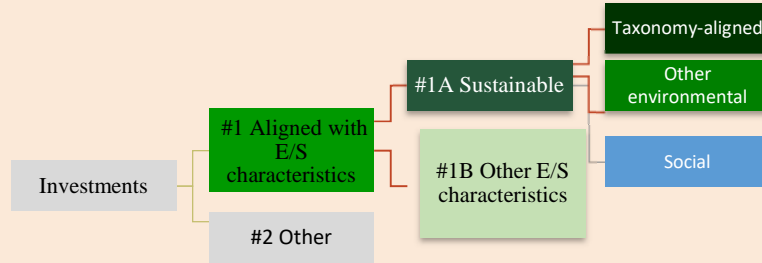 Investments
#1 Aligned with
E/S
characteristics
#2 Other
#1A Sustainable
#1B Other E/S
characteristics
Taxonomy-aligned
Other
environmental
Social